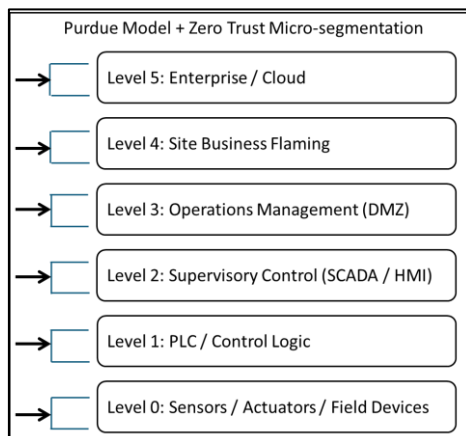 Purdue Model + Zero Trust Micro-segmentation
Level 5: Enterprise / Cloud
Level 4: Site Business Flaming
Level 3: Operations Management (DMZ)
Level 2: Supervisory Control (SCADA / HMI)
Level 1: PLC / Control Logic
Level 0: Sensors / Actuators / Field Devices